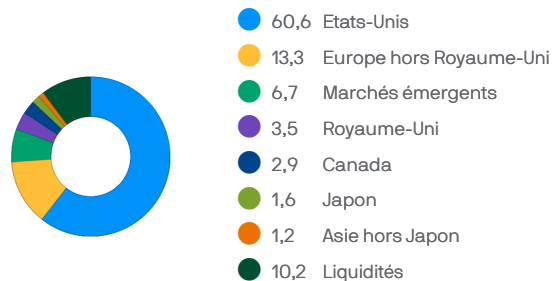 60,6 Etats-Unis
13,3 Europe hors Royaume-Uni
6,7 Marchés émergents
3,5 Royaume-Uni
2,9 Canada
1,6 Japon
1,2 Asie hors Japon
10,2 Liquidités